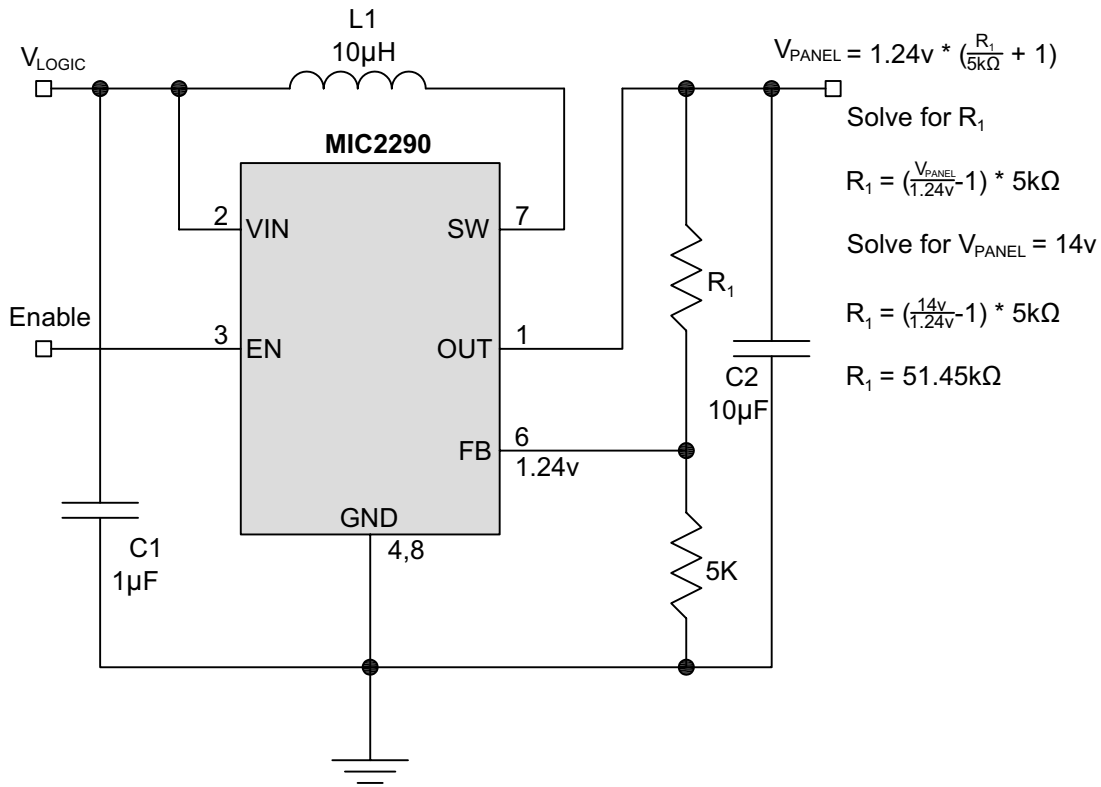 L1
10µH
V_LOGIC
V_PANEL = 1.24v * (R₁/5kΩ + 1)
Solve for R₁
MIC2290
R₁ = (V_PANEL/1.24v-1) * 5kΩ
2
VIN
SW
7
Solve for V_PANEL = 14v
R₁
Enable
R₁ = (14v/1.24v-1) * 5kΩ
3
EN
OUT
1
C2
10µF
R₁ = 51.45kΩ
FB
6
1.24v
GND
4,8
C1
1µF
5K